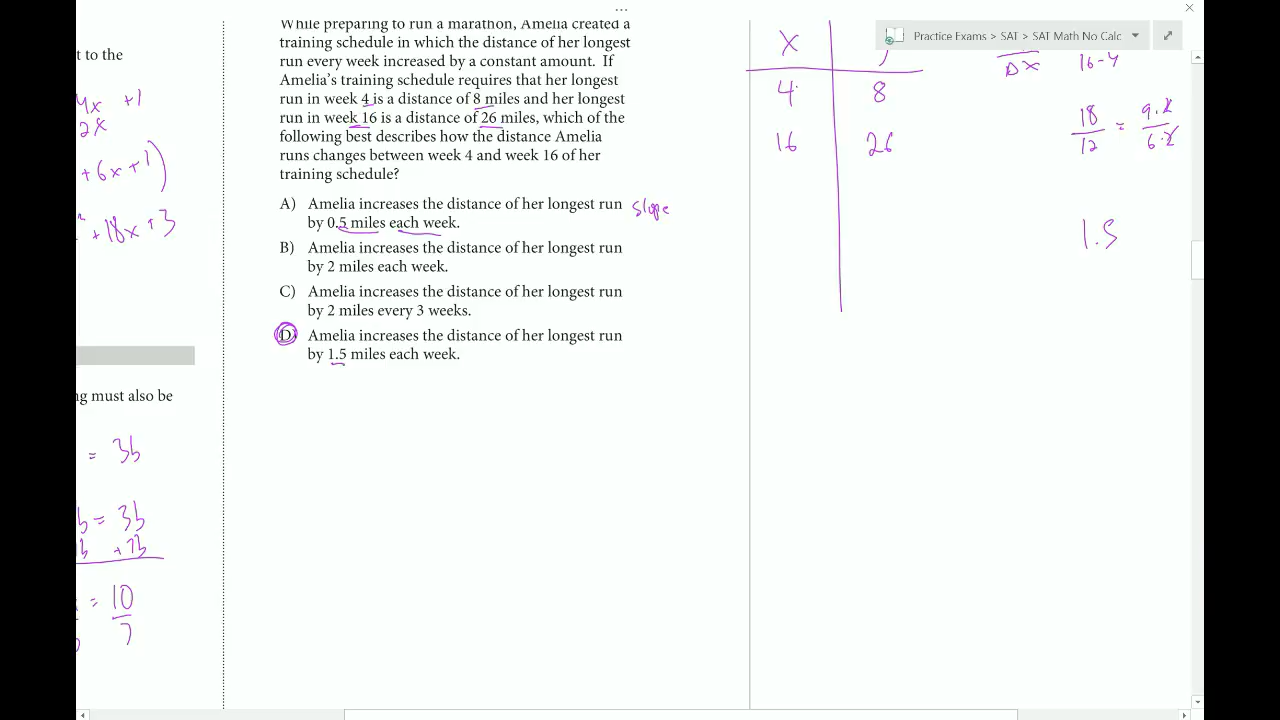 Practice Exams > SAT > SAT Math No Calc
t to the
4x +1
2x
+ 6x + 1 )
+ 18x + 3
ng must also be
= 3b
b = 3b
+ 7b
= 10
7
While preparing to run a marathon, Amelia created a
training schedule in which the distance of her longest
run every week increased by a constant amount. If
Amelia's training schedule requires that her longest
run in week 4 is a distance of 8 miles and her longest
run in week 16 is a distance of 26 miles, which of the
following best describes how the distance Amelia
runs changes between week 4 and week 16 of her
training schedule?
A) Amelia increases the distance of her longest run
by 0.5 miles each week.
slope
B) Amelia increases the distance of her longest run
by 2 miles each week.
C) Amelia increases the distance of her longest run
by 2 miles every 3 weeks.
D) Amelia increases the distance of her longest run
by 1.5 miles each week.
X
4 8
16 26
Δx 16-4
18 = 9·2
12 6·2
1.5